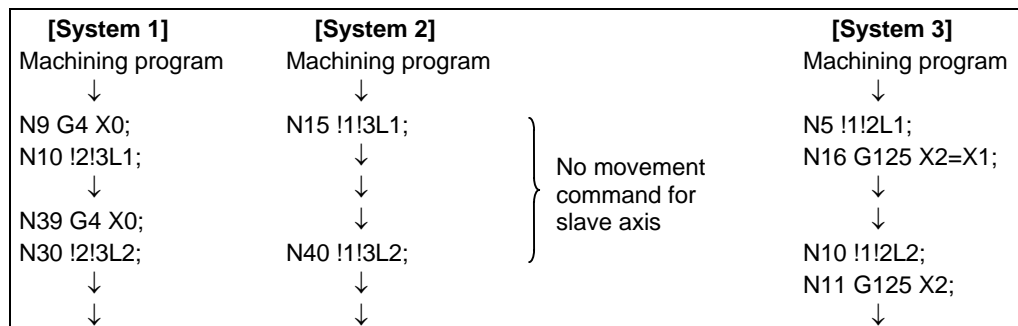 [System 1] [System 2] [System 3]
Machining program Machining program Machining program
↓ ↓ ↓
N9 G4 X0; N15 !1!3L1; N5 !1!2L1;
N10 !2!3L1; ↓ No movement N16 G125 X2=X1;
↓ ↓ command for ↓
N39 G4 X0; ↓ slave axis ↓
N30 !2!3L2; N40 !1!3L2; N10 !1!2L2;
↓ ↓ N11 G125 X2;
↓ ↓ ↓